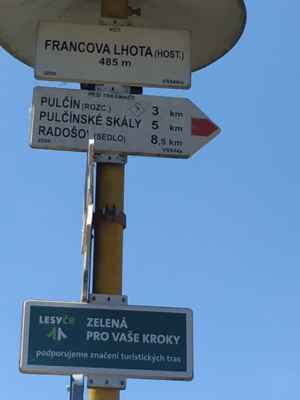 KČT
FRANCOVA LHOTA (HOST.)
485 m
PULČÍN (ROZC.) 3 km
PULČÍNSKÉ SKÁLY 5 km
RADOŠOV (SEDLO) 8,5 km
LESY ČR
ZELENÁ
PRO VAŠE KROKY
podporujeme značení turistických tras